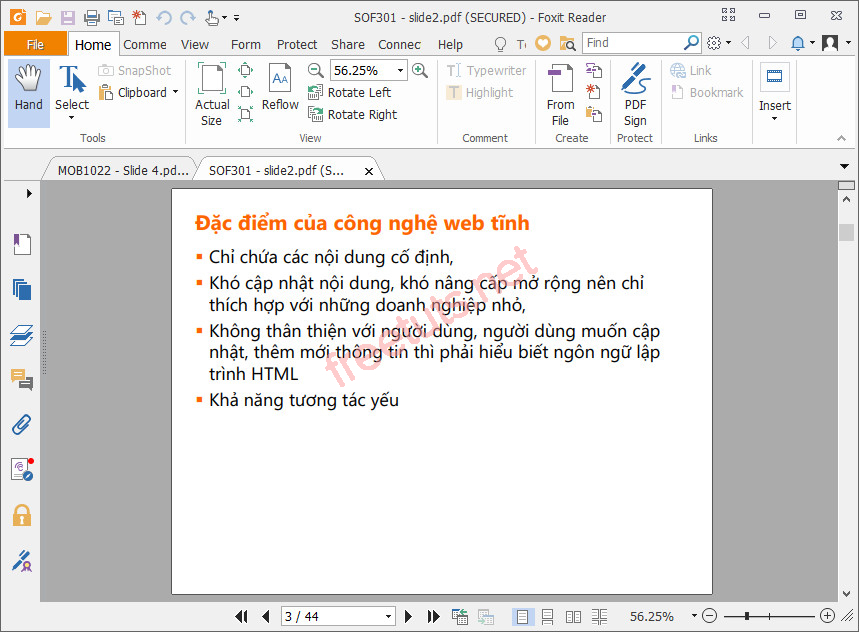 SOF301 - slide2.pdf (SECURED) - Foxit Reader
File Home Comme View Form Protect Share Connec Help Find
Hand
Select
SnapShot
Clipboard
Tools
Actual
Size
Reflow
56.25%
Rotate Left
Rotate Right
View
Typewriter
Highlight
Comment
From
File
Create
PDF
Sign
Protect
Link
Bookmark
Links
Insert
MOB1022 - Slide 4.pd... SOF301 - slide2.pdf (S...
Đặc điểm của công nghệ web tĩnh
Chỉ chứa các nội dung cố định,
Khó cập nhật nội dung, khó nâng cấp mở rộng nên chỉ
thích hợp với những doanh nghiệp nhỏ,
Không thân thiện với người dùng, người dùng muốn cập
nhật, thêm mới thông tin thì phải hiểu biết ngôn ngữ lập
trình HTML
Khả năng tương tác yếu
freetuts.net
3 / 44
56.25%